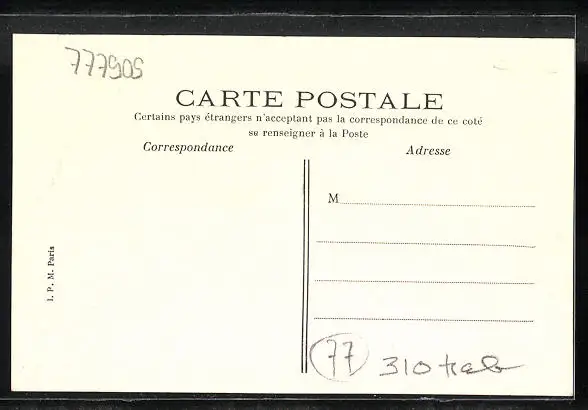 777505
CARTE POSTALE
Certains pays étrangers n'acceptant pas la correspondance de ce coté
se renseigner à la Poste
Correspondance
Adresse
M
I. P. M. Paris
77
310